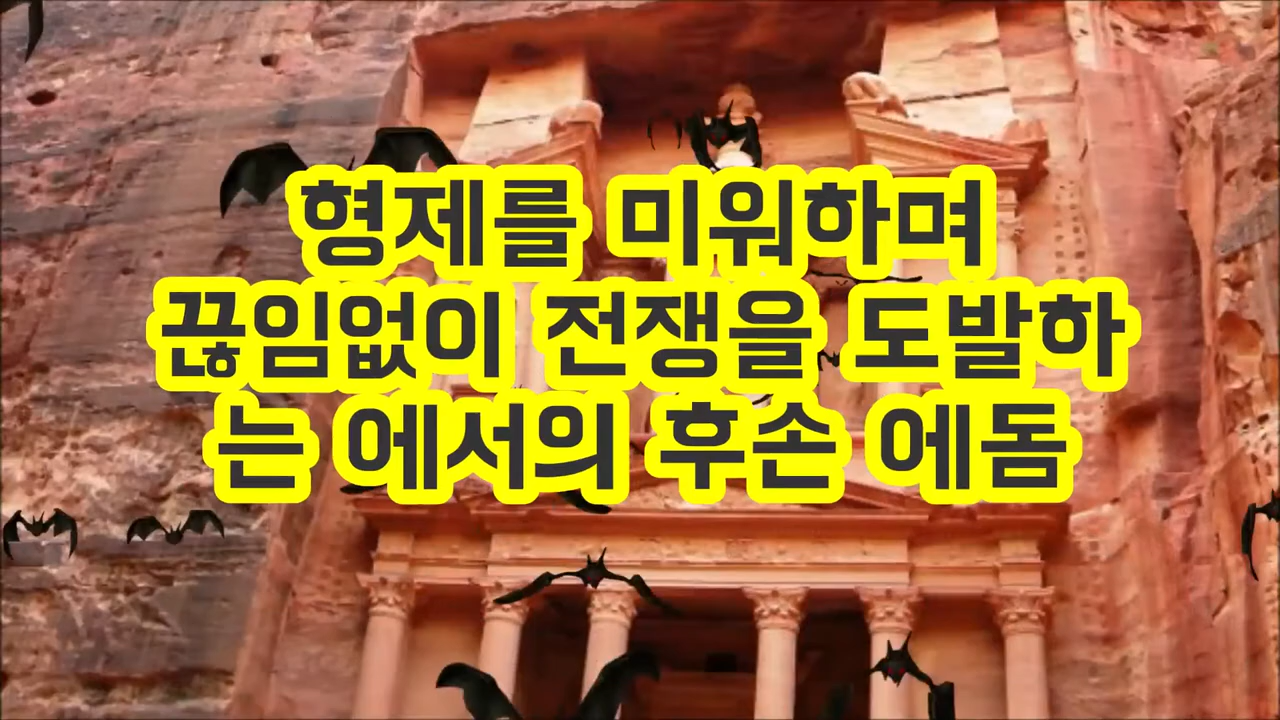 형제를 미워하며
끊임없이 전쟁을 도발하
는 에서의 후손 에돔